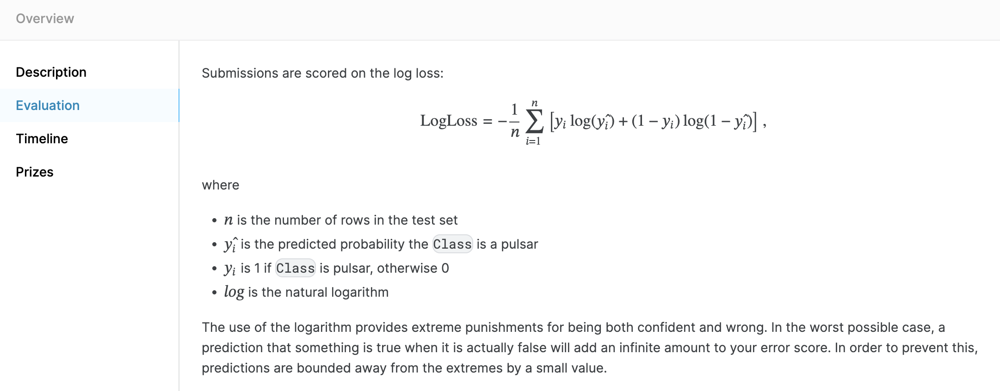 Overview
Description
Evaluation
Timeline
Prizes
Submissions are scored on the log loss:
LogLoss = −\frac{1}{n} \sum_{i=1}^{n} [y_i log(\hat{y_i}) + (1 − y_i) log(1 − \hat{y_i})] ,
where
• n is the number of rows in the test set
• \hat{y_i} is the predicted probability the Class is a pulsar
• y_i is 1 if Class is pulsar, otherwise 0
• log is the natural logarithm
The use of the logarithm provides extreme punishments for being both confident and wrong. In the worst possible case, a
prediction that something is true when it is actually false will add an infinite amount to your error score. In order to prevent this,
predictions are bounded away from the extremes by a small value.